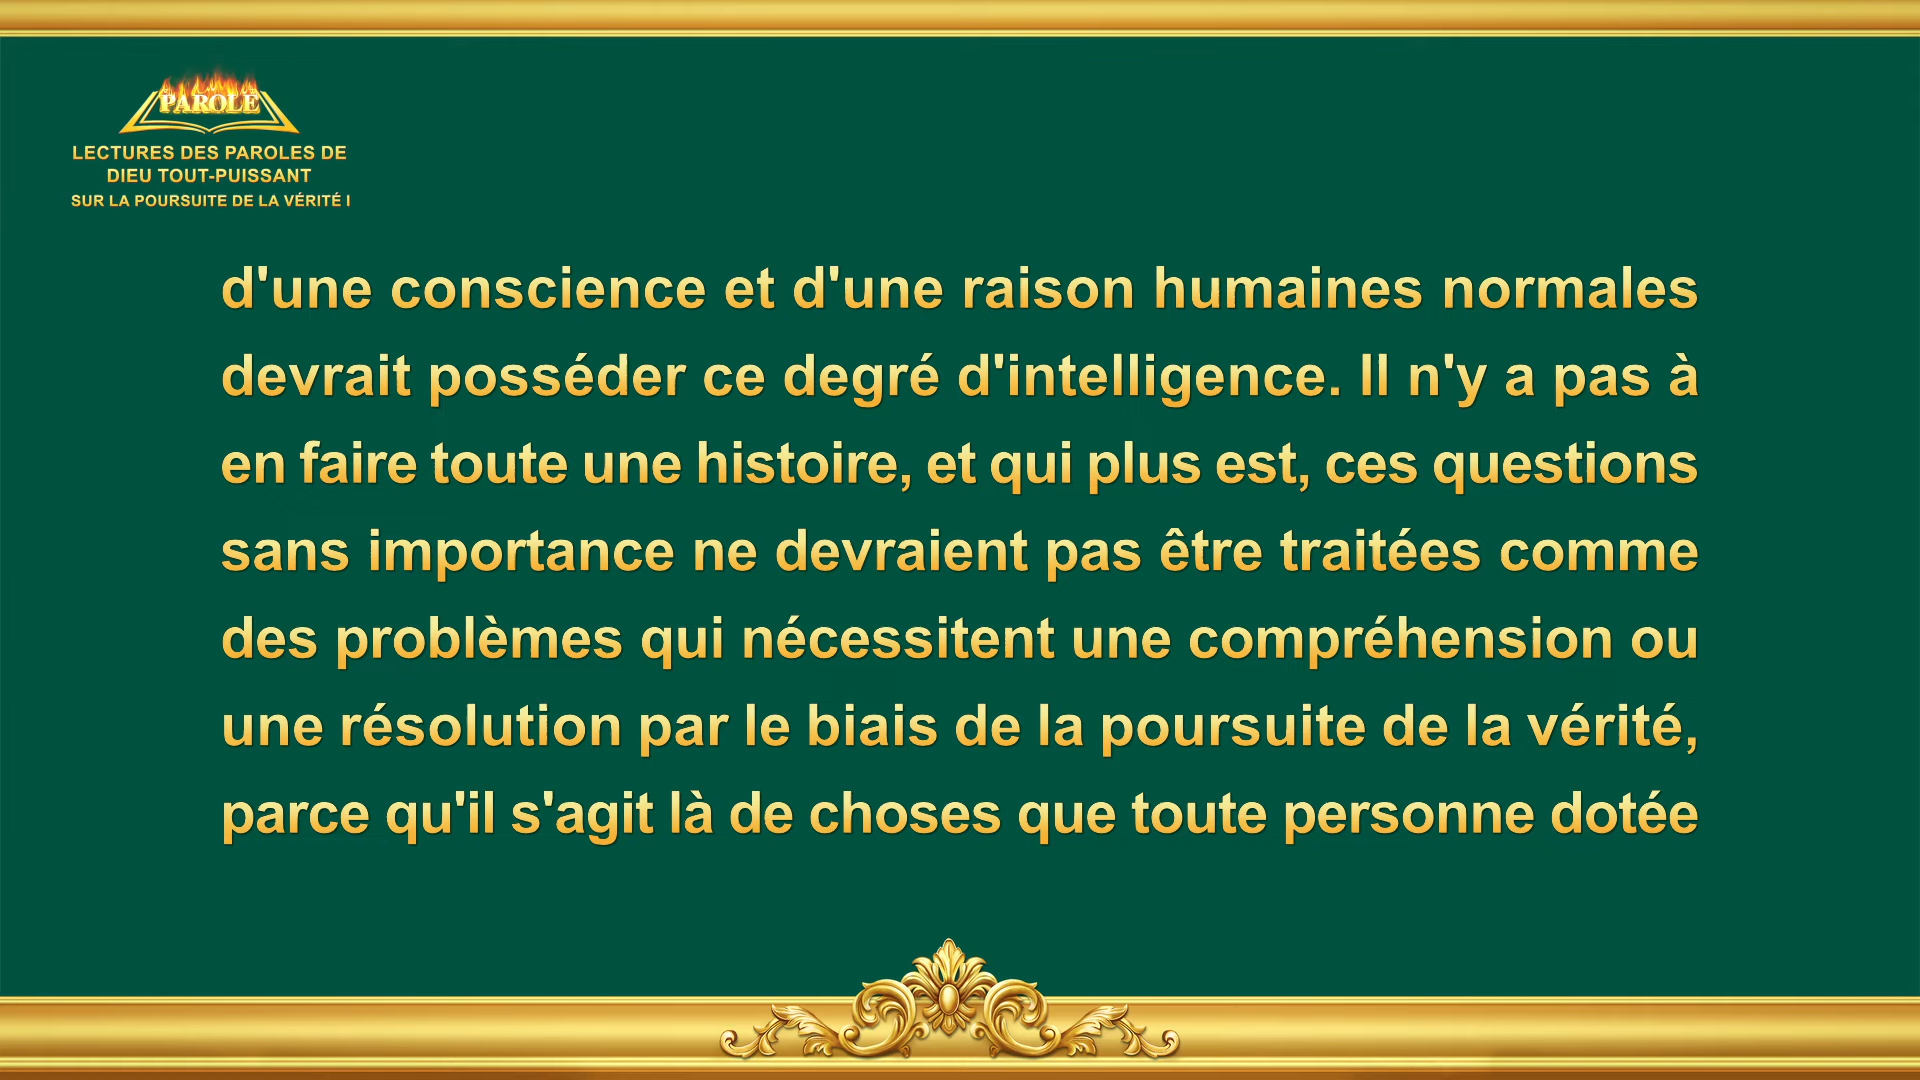 PAROLE
LECTURES DES PAROLES DE
DIEU TOUT-PUISSANT
SUR LA POURSUITE DE LA VÉRITÉ I
d'une conscience et d'une raison humaines normales
devrait posséder ce degré d'intelligence. Il n'y a pas à
en faire toute une histoire, et qui plus est, ces questions
sans importance ne devraient pas être traitées comme
des problèmes qui nécessitent une compréhension ou
une résolution par le biais de la poursuite de la vérité,
parce qu'il s'agit là de choses que toute personne dotée